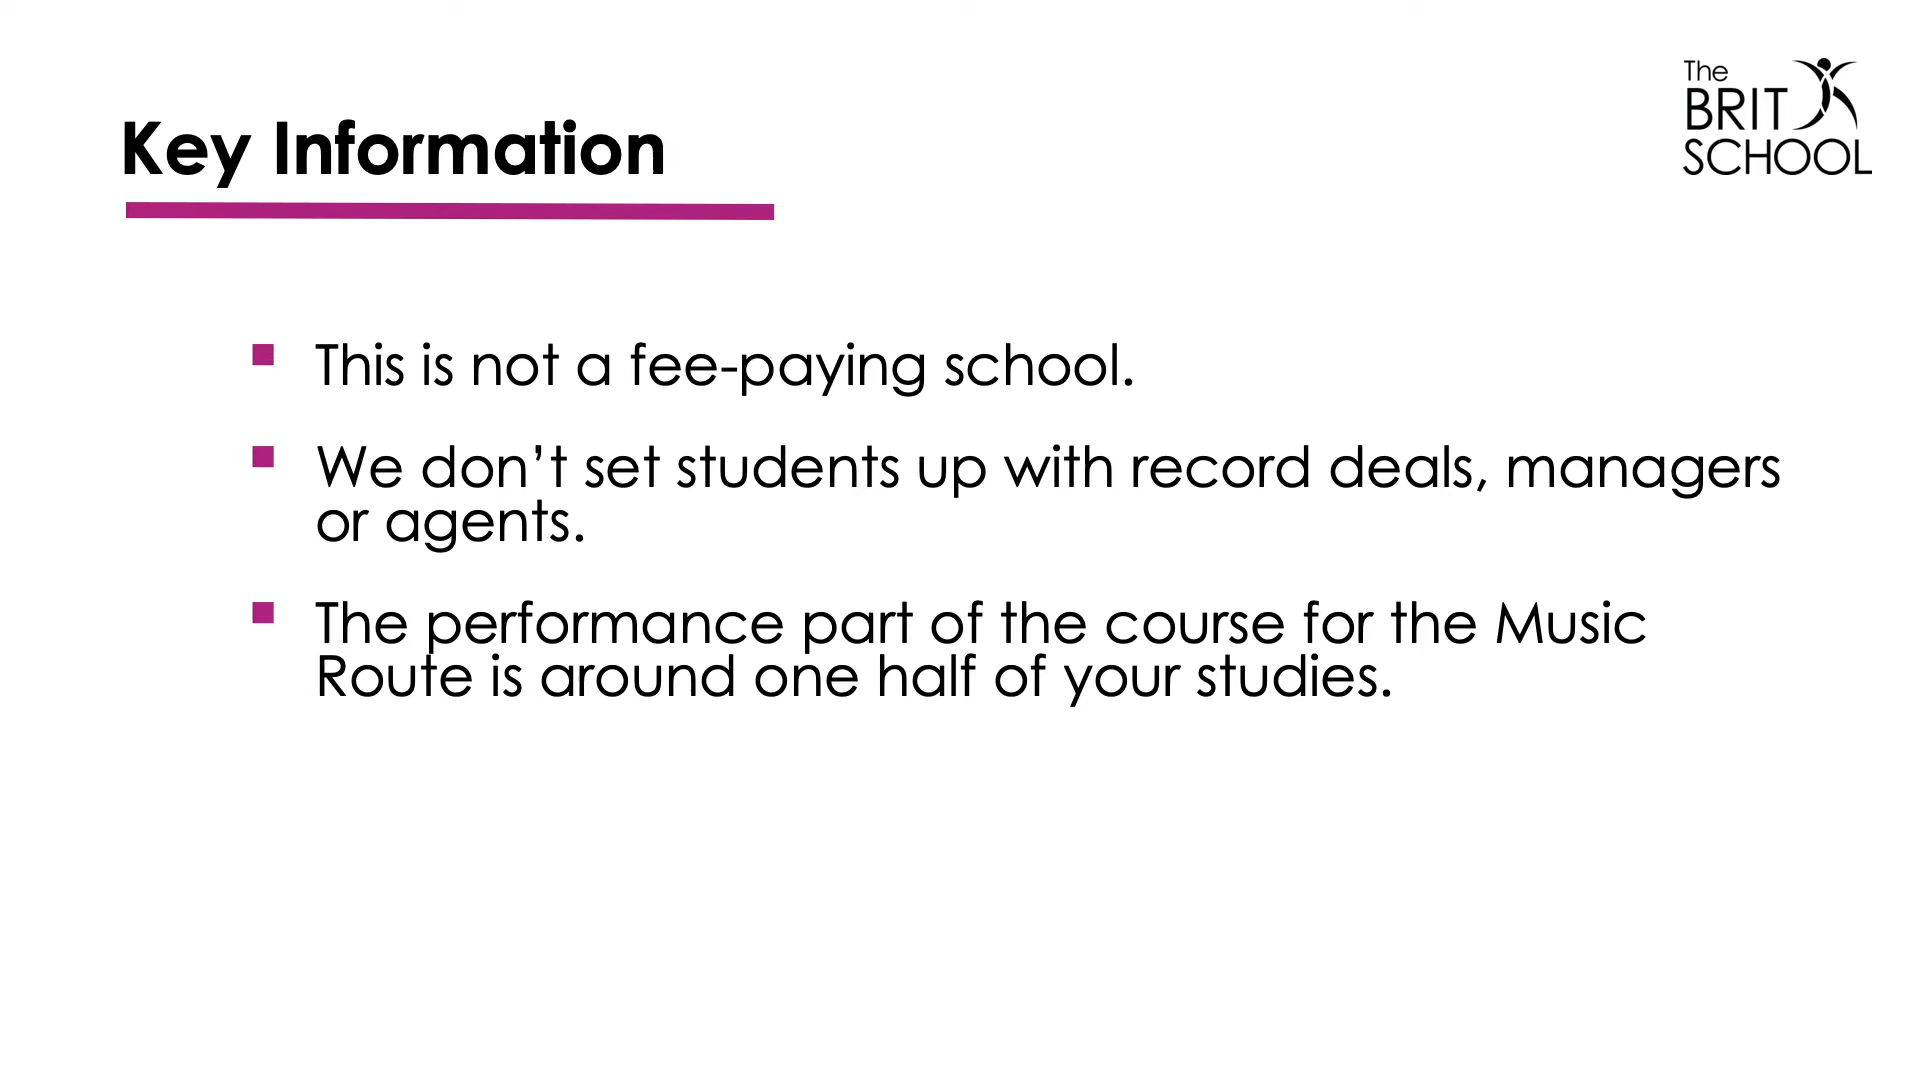 The
BRIT
SCHOOL
Key Information
This is not a fee-paying school.
We don’t set students up with record deals, managers
or agents.
The performance part of the course for the Music
Route is around one half of your studies.